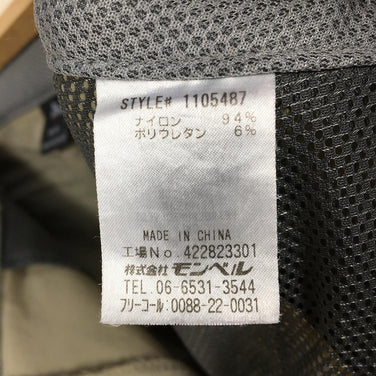 STYLE# 1105487
ナイロン 94%
ポリウレタン 6%
MADE IN CHINA
工場No.422823301
株式会社 モンベル
TEL.06-6531-3544
フリーコール:0088-22-0031